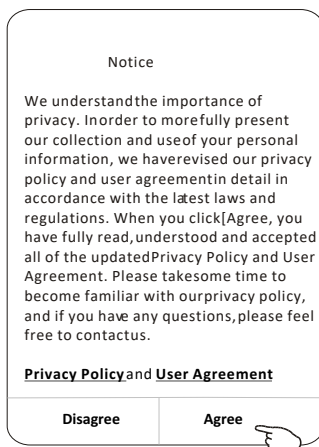 Notice
We understand the importance of
privacy. Inorder to morefully present
our collection and useof your personal
information, we haverevised our privacy
policy and user agreementin detail in
accordance with the latest laws and
regulations. When you click[Agree, you
have fully read,understood and accepted
all of the updatedPrivacy Policy and User
Agreement. Please takesome time to
become familiar with ourprivacy policy,
and if you have any questions,please feel
free to contactus.
Privacy Policy and User Agreement
Disagree Agree